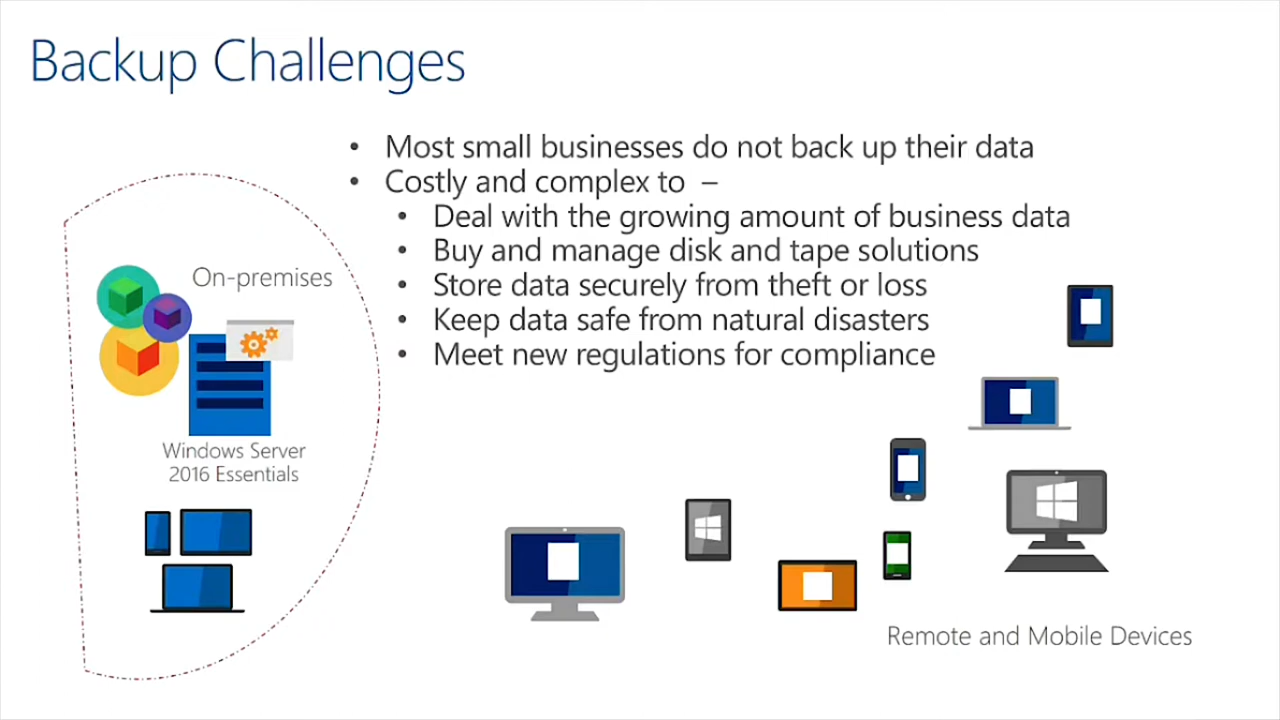 Backup Challenges
• Most small businesses do not back up their data
• Costly and complex to –
• Deal with the growing amount of business data
• Buy and manage disk and tape solutions
• Store data securely from theft or loss
• Keep data safe from natural disasters
• Meet new regulations for compliance
On-premises
Windows Server
2016 Essentials
Remote and Mobile Devices